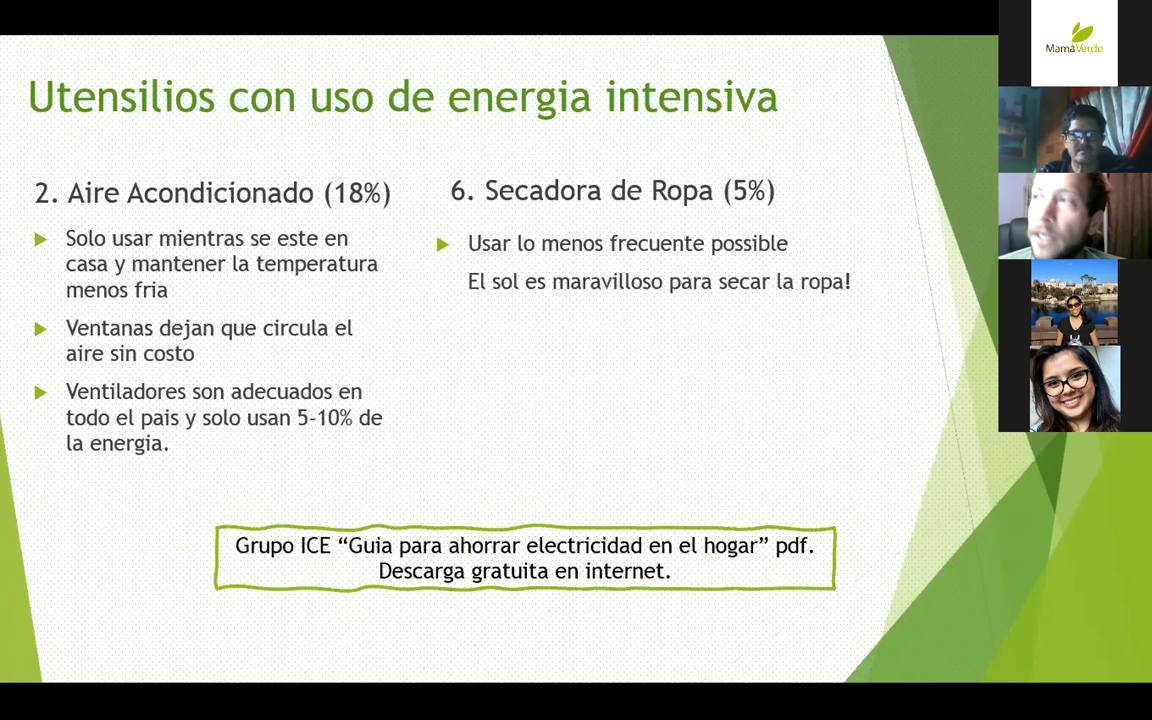 Utensilios con uso de energia intensiva
2. Aire Acondicionado (18%)
Solo usar mientras se este en
casa y mantener la temperatura
menos fria
Ventanas dejan que circula el
aire sin costo
Ventiladores son adecuados en
todo el pais y solo usan 5-10% de
la energia.
6. Secadora de Ropa (5%)
Usar lo menos frecuente possible
El sol es maravilloso para secar la ropa!
Grupo ICE “Guia para ahorrar electricidad en el hogar” pdf.
Descarga gratuita en internet.
MamáVerde